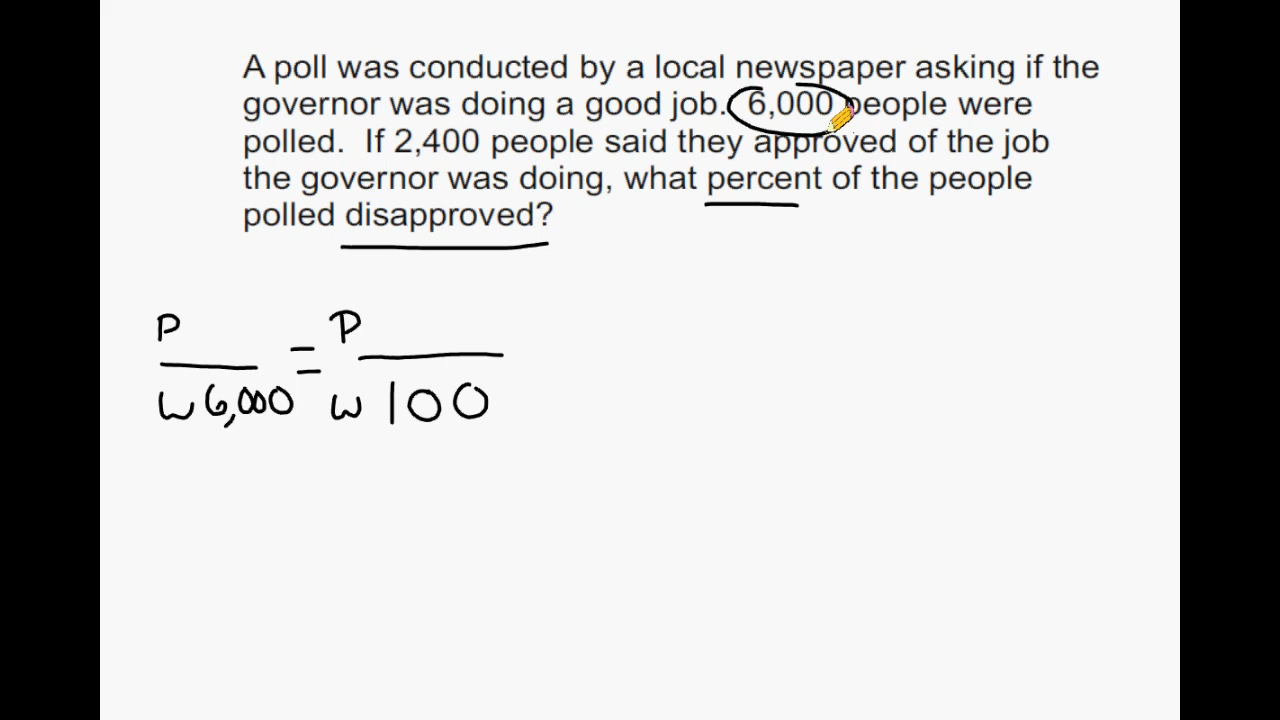 A poll was conducted by a local newspaper asking if the
governor was doing a good job. 6,000 people were
polled. If 2,400 people said they approved of the job
the governor was doing, what percent of the people
polled disapproved?
P = P
W 6,000 W 100